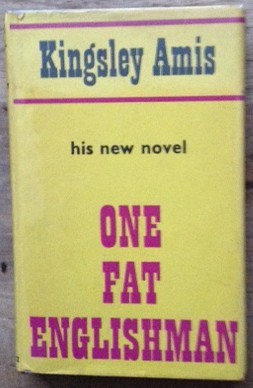 Kingsley Amis
his new novel
ONE
FAT
ENGLISHMAN